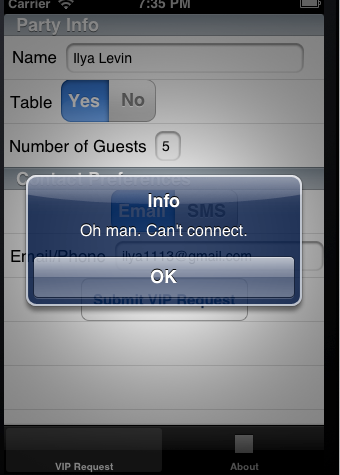 Carrier 7:35 PM
Party Info
Name Ilya Levin
Table Yes No
Number of Guests 5
Contact Preferences
Email SMS
Info
Oh man. Can't connect.
Email/Phone ilya1113@gmail.com
OK
Submit VIP Request
VIP Request About